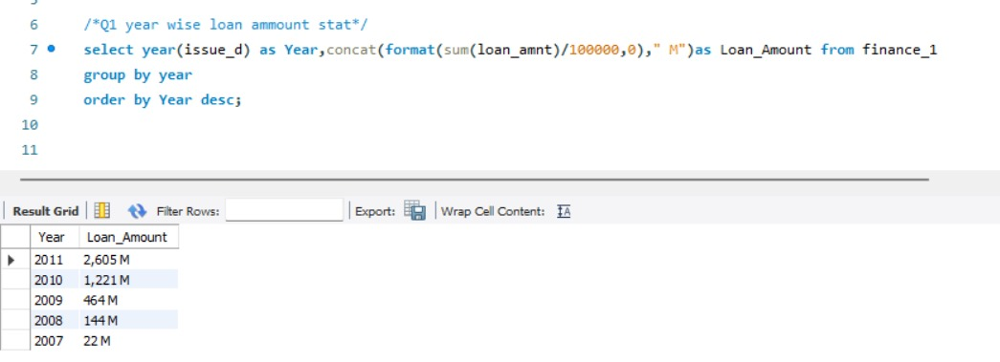 6 /*Q1 year wise loan ammount stat*/
7 select year(issue_d) as Year,concat(format(sum(loan_amnt)/100000,0)," M")as Loan_Amount from finance_1
8 group by year
9 order by Year desc;
10
11
Result Grid Filter Rows: Export: Wrap Cell Content: IA
Year Loan_Amount
2011 2,605 M
2010 1,221 M
2009 464 M
2008 144 M
2007 22 M